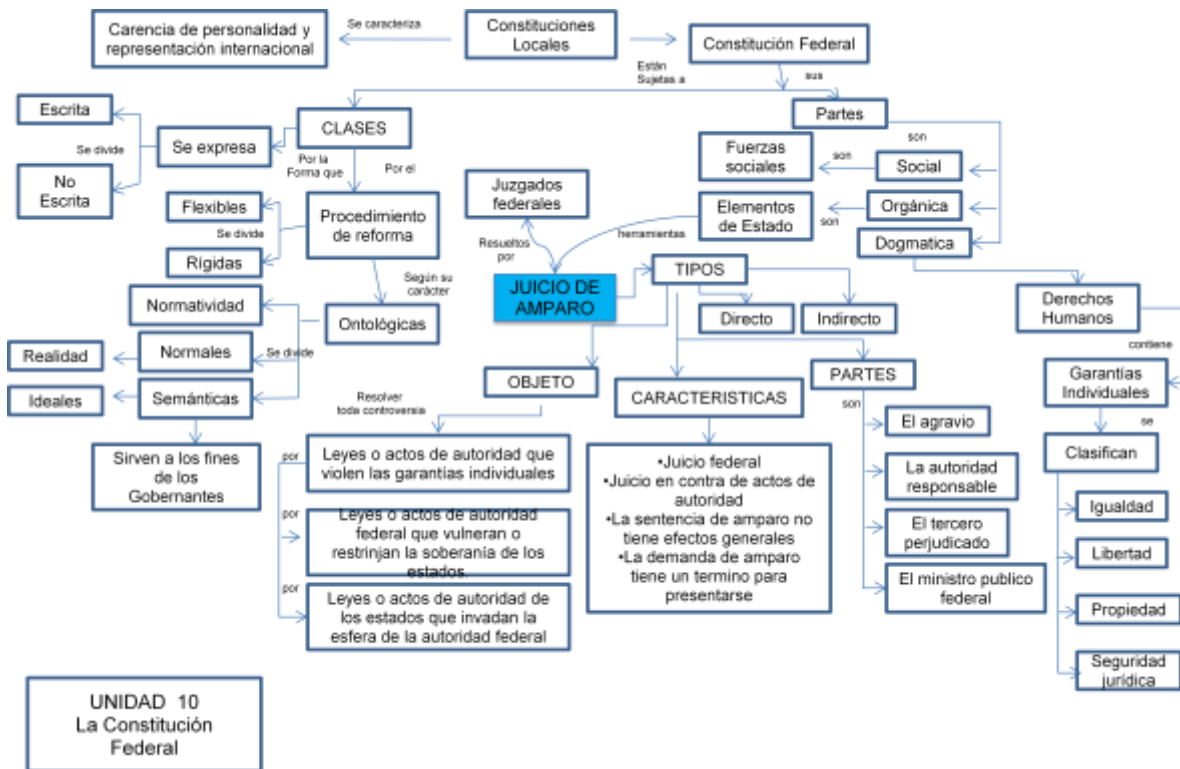 Carencia de personalidad y
representación internacional
Se caracteriza
Constituciones
Locales
Constitución Federal
Están
Sujetas a
sus
Partes
son
CLASES
Escrita
Se divide
Se expresa
No
Escrita
Por la
Forma que
Por el
Fuerzas
sociales
son
Social
Orgánica
son
Elementos
de Estado
Dogmatica
Juzgados
federales
Flexibles
Se divide
Rígidas
Procedimiento
de reforma
Resueltos
por
herramientas
JUICIO DE
AMPARO
TIPOS
Directo
Indirecto
Derechos
Humanos
contiene
Según su
carácter
Normatividad
Ontológicas
Realidad
Normales
Se divide
Ideales
Semánticas
Sirven a los fines
de los
Gobernantes
OBJETO
Resolver
toda controversia
CARACTERISTICAS
PARTES
son
Garantías
Individuales
se
Clasifican
por
Leyes o actos de autoridad que
violen las garantías individuales
por
Leyes o actos de autoridad
federal que vulneran o
restrinjan la soberanía de los
estados.
por
Leyes o actos de autoridad de
los estados que invadan la
esfera de la autoridad federal
•Juicio federal
•Juicio en contra de actos de
autoridad
•La sentencia de amparo no
tiene efectos generales
•La demanda de amparo
tiene un termino para
presentarse
El agravio
La autoridad
responsable
El tercero
perjudicado
El ministro publico
federal
Igualdad
Libertad
Propiedad
Seguridad
jurídica
UNIDAD 10
La Constitución
Federal